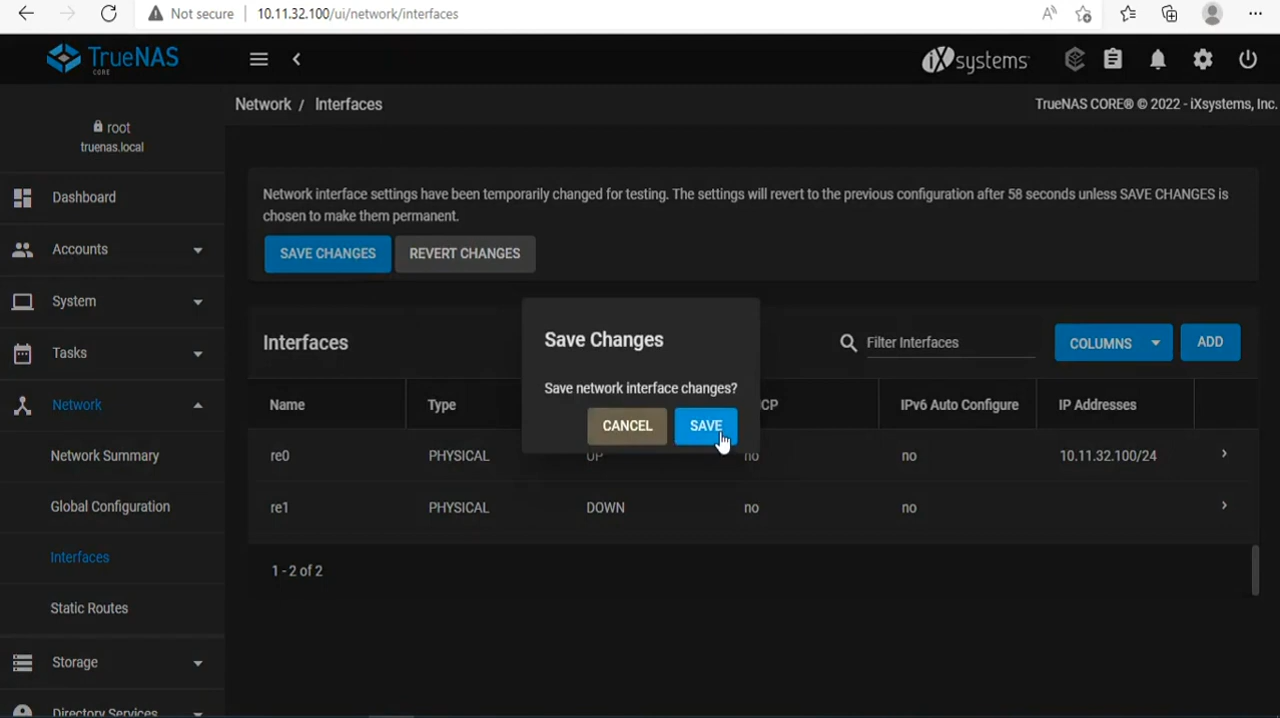 Not secure
10.11.32.100/ui/network/interfaces
TrueNAS
CORE
iXsystems
Network / Interfaces
TrueNAS CORE® © 2022 - iXsystems, Inc.
root
truenas.local
Dashboard
Accounts
System
Tasks
Network
Network Summary
Global Configuration
Interfaces
Static Routes
Storage
Directory Services
Network interface settings have been temporarily changed for testing. The settings will revert to the previous configuration after 58 seconds unless SAVE CHANGES is
chosen to make them permanent.
SAVE CHANGES REVERT CHANGES
Interfaces
Filter Interfaces
COLUMNS
ADD
Name Type CP IPv6 Auto Configure IP Addresses
re0 PHYSICAL UP no no 10.11.32.100/24
re1 PHYSICAL DOWN no no
1 - 2 of 2
Save Changes
Save network interface changes?
CANCEL SAVE